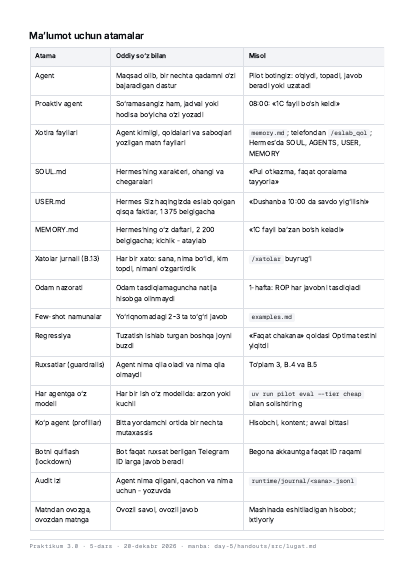 Ma'lumot uchun atamalar
Atama Oddiy so'z bilan Misol
Agent Maqsad olib, bir nechta qadamni o'zi Pilot botingiz: o'qiydi, topadi, javob
bajaradigan dastur beradi yoki uzatadi
Proaktiv agent So'ramasangiz ham, jadval yoki 08:00: «1C fayli bo'sh keldi»
hodisa bo'yicha o'zi yozadi
Xotira fayllari Agent kimligi, qoidalari va saboqlari memory.md ; telefondan /eslab_qol ;
yozilgan matn fayllari Hermes'da SOUL, AGENTS, USER,
MEMORY
SOUL.md Hermes'ning xarakteri, ohangi va «Pul o'tkazma, faqat qoralama
chegaralari tayyorla»
USER.md Hermes Siz haqingizda eslab qolgan «Dushanba 10:00 da savdo yig'ilishi»
qisqa faktlar, 1 375 belgigacha
MEMORY.md Hermes'ning o'z daftari, 2 200 «1C fayli ba'zan bo'sh keladi»
belgigacha; kichik - ataylab
Xatolar jurnali (B.13) Har bir xato: sana, nima bo'ldi, kim /xatolar buyrug'i
topdi, nimani o'zgartirdik
Odam nazorati Odam tasdiqlamaguncha natija 1-hafta: ROP har javobni tasdiqladi
hisobga olinmaydi
Few-shot namunalar Yo'riqnomadagi 2-3 ta to'g'ri javob examples.md
Regressiya Tuzatish ishlab turgan boshqa joyni «Faqat chakana» qoidasi Optima testini
buzdi yiqitdi
Ruxsatlar (guardrails) Agent nima qila oladi va nima qila To'plam 3, B.4 va B.5
olmaydi
Har agentga o'z Har bir ish o'z modelida: arzon yoki uv run pilot eval --tier cheap
modeli kuchli bilan solishtiring
Ko'p agent (profillar) Bitta yordamchi ortida bir nechta Hisobchi, kontent; avval bittasi
mutaxassis
Botni qulflash Bot faqat ruxsat berilgan Telegram Begona akkauntga faqat ID raqami
(lockdown) ID larga javob beradi
Audit izi Agent nima qilgani, qachon va nima runtime/journal/<sana>.jsonl
uchun - yozuvda
Matndan ovozga, Ovozli savol, ovozli javob Mashinada eshitiladigan hisobot;
ovozdan matnga ixtiyoriy
Praktikum 3.0 · 5-dars · 20-dekabr 2026 · manba: day-5/handouts/src/lugat.md